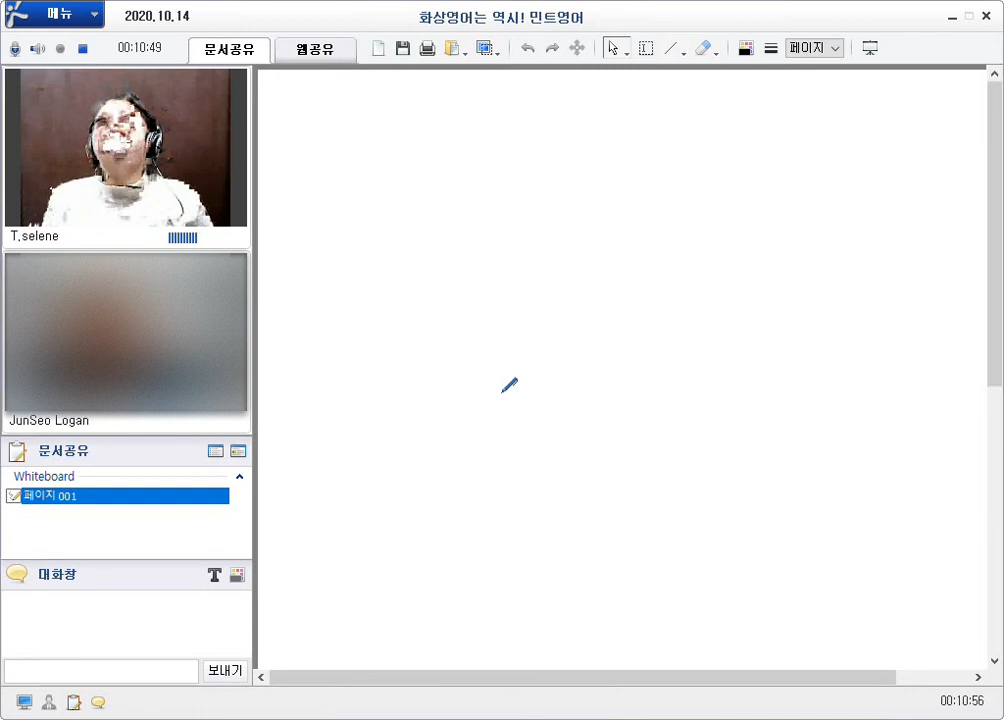 메뉴 2020.10.14 화상영어는 역시! 민트영어
00:10:49 문서공유 웹공유 페이지
T.selene
JunSeo Logan
문서공유
Whiteboard
페이지 001
대화창 T
보내기
00:10:56